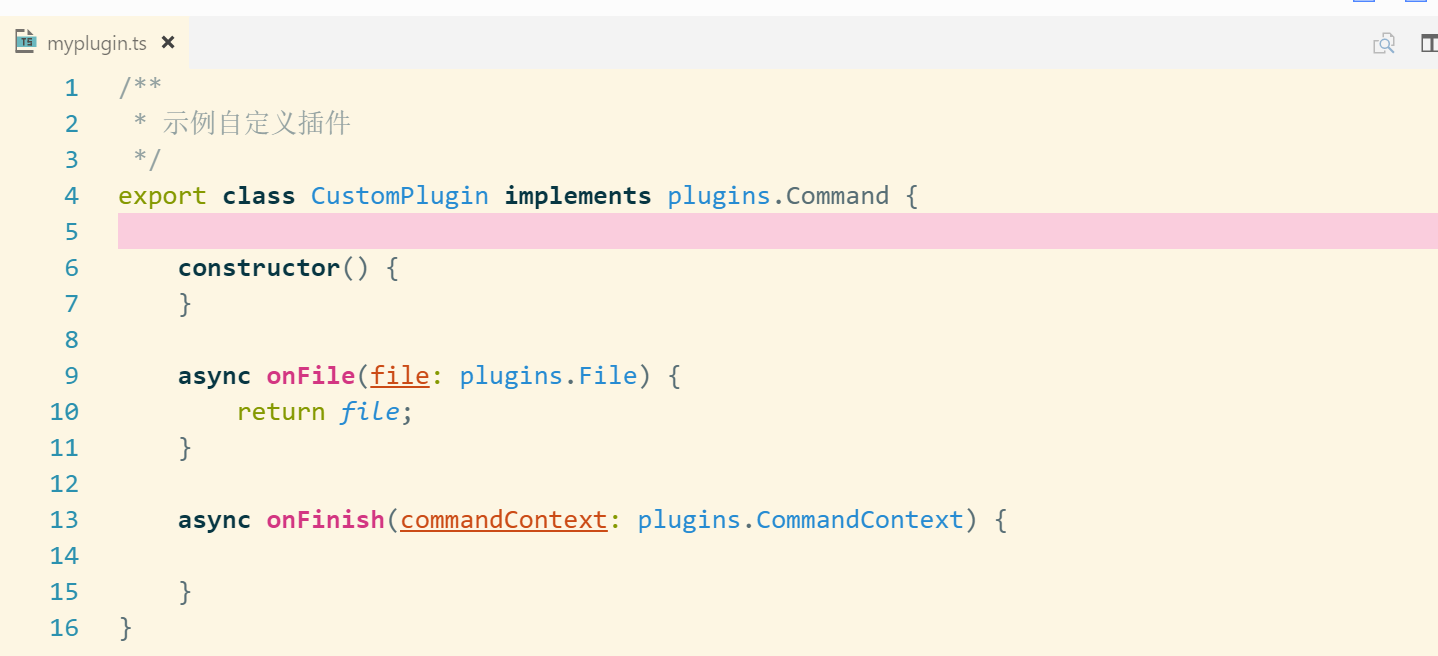 myplugin.ts
1 /**
2  * 示例自定义插件
3  */
4 export class CustomPlugin implements plugins.Command {
5
6     constructor() {
7     }
8
9     async onFile(file: plugins.File) {
10         return file;
11     }
12
13     async onFinish(commandContext: plugins.CommandContext) {
14
15     }
16 }